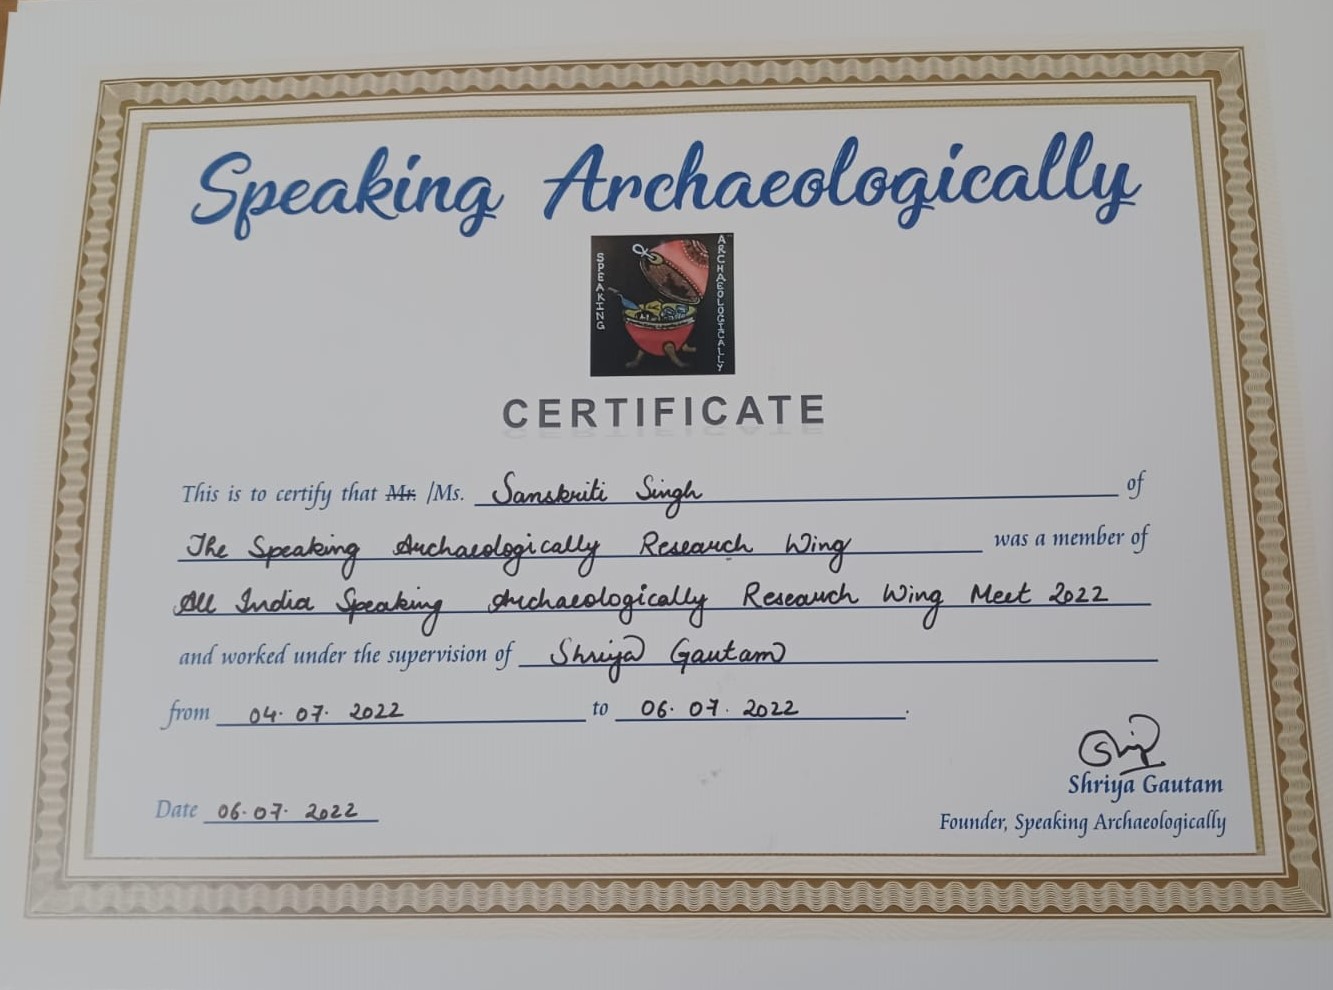 Speaking Archaeologically
SPEAKING
ARCHAEOLOGICALLY
CERTIFICATE
This is to certify that Mr. /Ms. Sanskriti Singh of
The Speaking Archaeologically Research Wing was a member of
All India Speaking Archaeologically Research Wing Meet 2022
and worked under the supervision of Shriya Gautam
from 04.07.2022 to 06.07.2022.
Shriya Gautam
Date 06.07.2022
Founder, Speaking Archaeologically